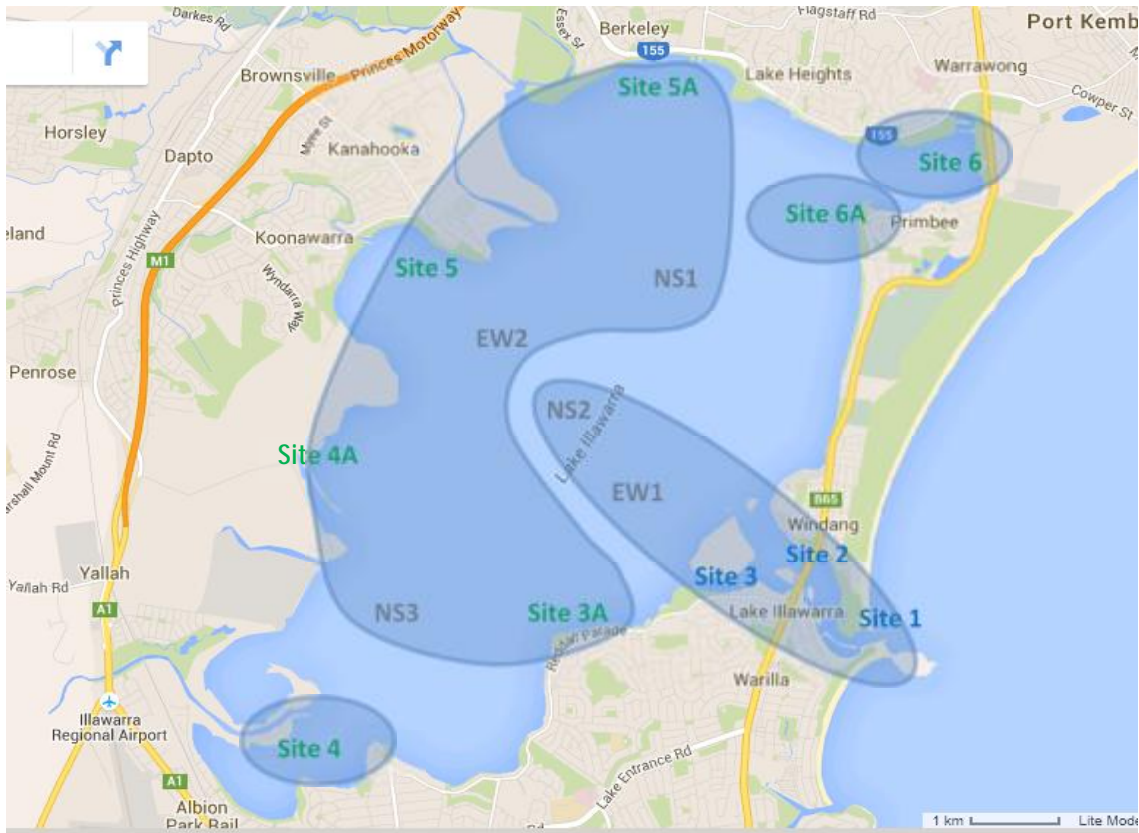 Darkes Rd
Princes Motorway
Essex St
Berkeley
155
Flagstaff Rd
Port Kemb
Brownsville
Site 5A
Lake Heights
Warrawong
Cowper St
Horsley
Dapto
Kanahooka
155
Site 6
eland
Princes Highway
Koonawarra
Site 6A
Primbee
M1
Wyndarra
Way
Site 5
NS1
EW2
Penrose
NS2
Lake Illawarra
Site 4A
arshall Mount Rd
EW1
B65
Windang
Site 2
Yallah Rd
Yallah
Site 3
A1
NS3
Site 3A
Lake Illawarra
Site 1
Parade
Warilla
Illawarra
Regional Airport
Site 4
A1
Lake Entrance Rd
Albion
Park Rail
Rd
1 km
Lite Mode